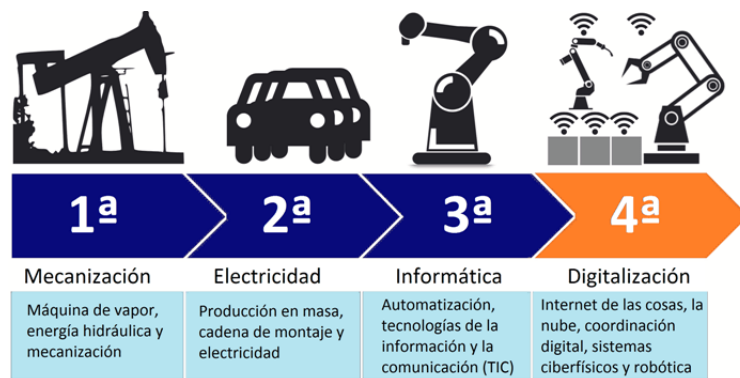 1ª
2ª
3ª
4ª
Mecanización
Electricidad
Informática
Digitalización
Máquina de vapor,
energía hidráulica y
mecanización
Producción en masa,
cadena de montaje y
electricidad
Automatización,
tecnologías de la
información y la
comunicación (TIC)
Internet de las cosas, la
nube, coordinación
digital, sistemas
ciberfísicos y robótica